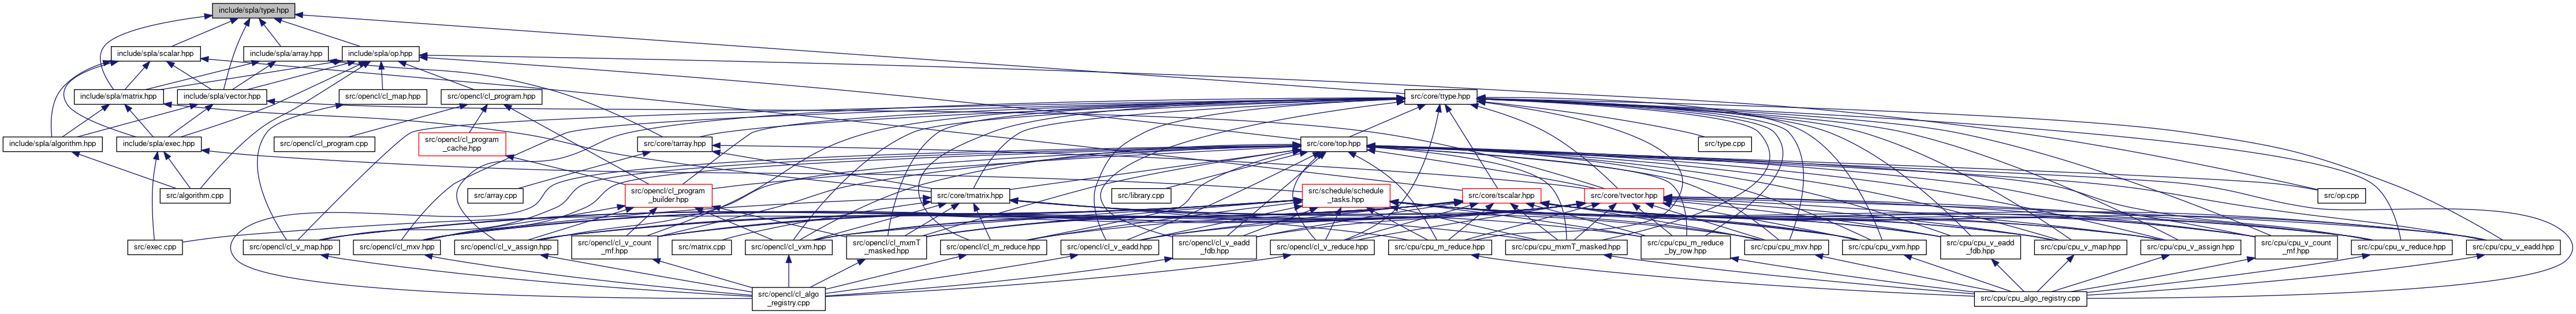 include/spla/type.hpp
include/spla/scalar.hpp
include/spla/array.hpp
include/spla/op.hpp
include/spla/matrix.hpp
include/spla/vector.hpp
src/opencl/cl_map.hpp
src/opencl/cl_program.hpp
src/core/ttype.hpp
include/spla/algorithm.hpp
include/spla/exec.hpp
src/opencl/cl_program.cpp
src/opencl/cl_program
_cache.hpp
src/core/tarray.hpp
src/core/top.hpp
src/type.cpp
src/algorithm.cpp
src/array.cpp
src/opencl/cl_program
_builder.hpp
src/core/tmatrix.hpp
src/library.cpp
src/schedule/schedule
_tasks.hpp
src/core/tscalar.hpp
src/core/tvector.hpp
src/op.cpp
src/exec.cpp
src/opencl/cl_v_map.hpp
src/opencl/cl_mxv.hpp
src/opencl/cl_v_assign.hpp
src/opencl/cl_v_count
_mf.hpp
src/matrix.cpp
src/opencl/cl_vxm.hpp
src/opencl/cl_mxmT
_masked.hpp
src/opencl/cl_m_reduce.hpp
src/opencl/cl_v_eadd.hpp
src/opencl/cl_v_eadd
_fdb.hpp
src/opencl/cl_v_reduce.hpp
src/cpu/cpu_m_reduce.hpp
src/cpu/cpu_mxmT_masked.hpp
src/cpu/cpu_m_reduce
_by_row.hpp
src/cpu/cpu_mxv.hpp
src/cpu/cpu_vxm.hpp
src/cpu/cpu_v_eadd
_fdb.hpp
src/cpu/cpu_v_map.hpp
src/cpu/cpu_v_assign.hpp
src/cpu/cpu_v_count
_mf.hpp
src/cpu/cpu_v_reduce.hpp
src/cpu/cpu_v_eadd.hpp
src/opencl/cl_algo
_registry.cpp
src/cpu/cpu_algo_registry.cpp